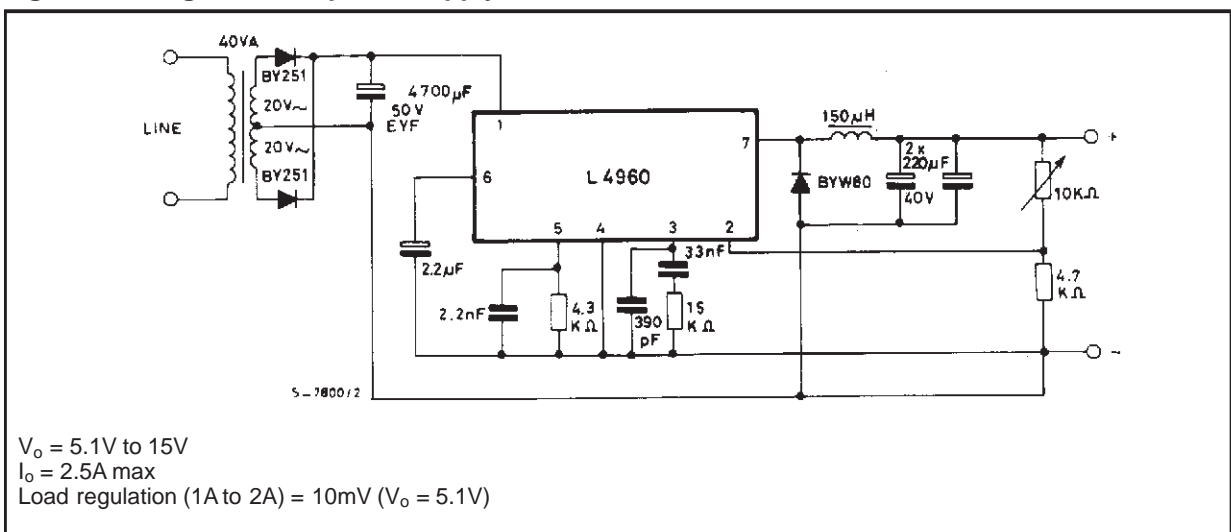 40VA
BY251
20V~
LINE
20V~
BY251
4700µF
50V
EYF
1
L4960
7
6
5
4
3
2
2.2µF
2.2nF
4.3
KΩ
390
pF
33nF
15
KΩ
150µH
BYW80
2x
220µF
40V
+
10KΩ
4.7
KΩ
-
S-7600/2
Vo = 5.1V to 15V
Io = 2.5A max
Load regulation (1A to 2A) = 10mV (Vo = 5.1V)